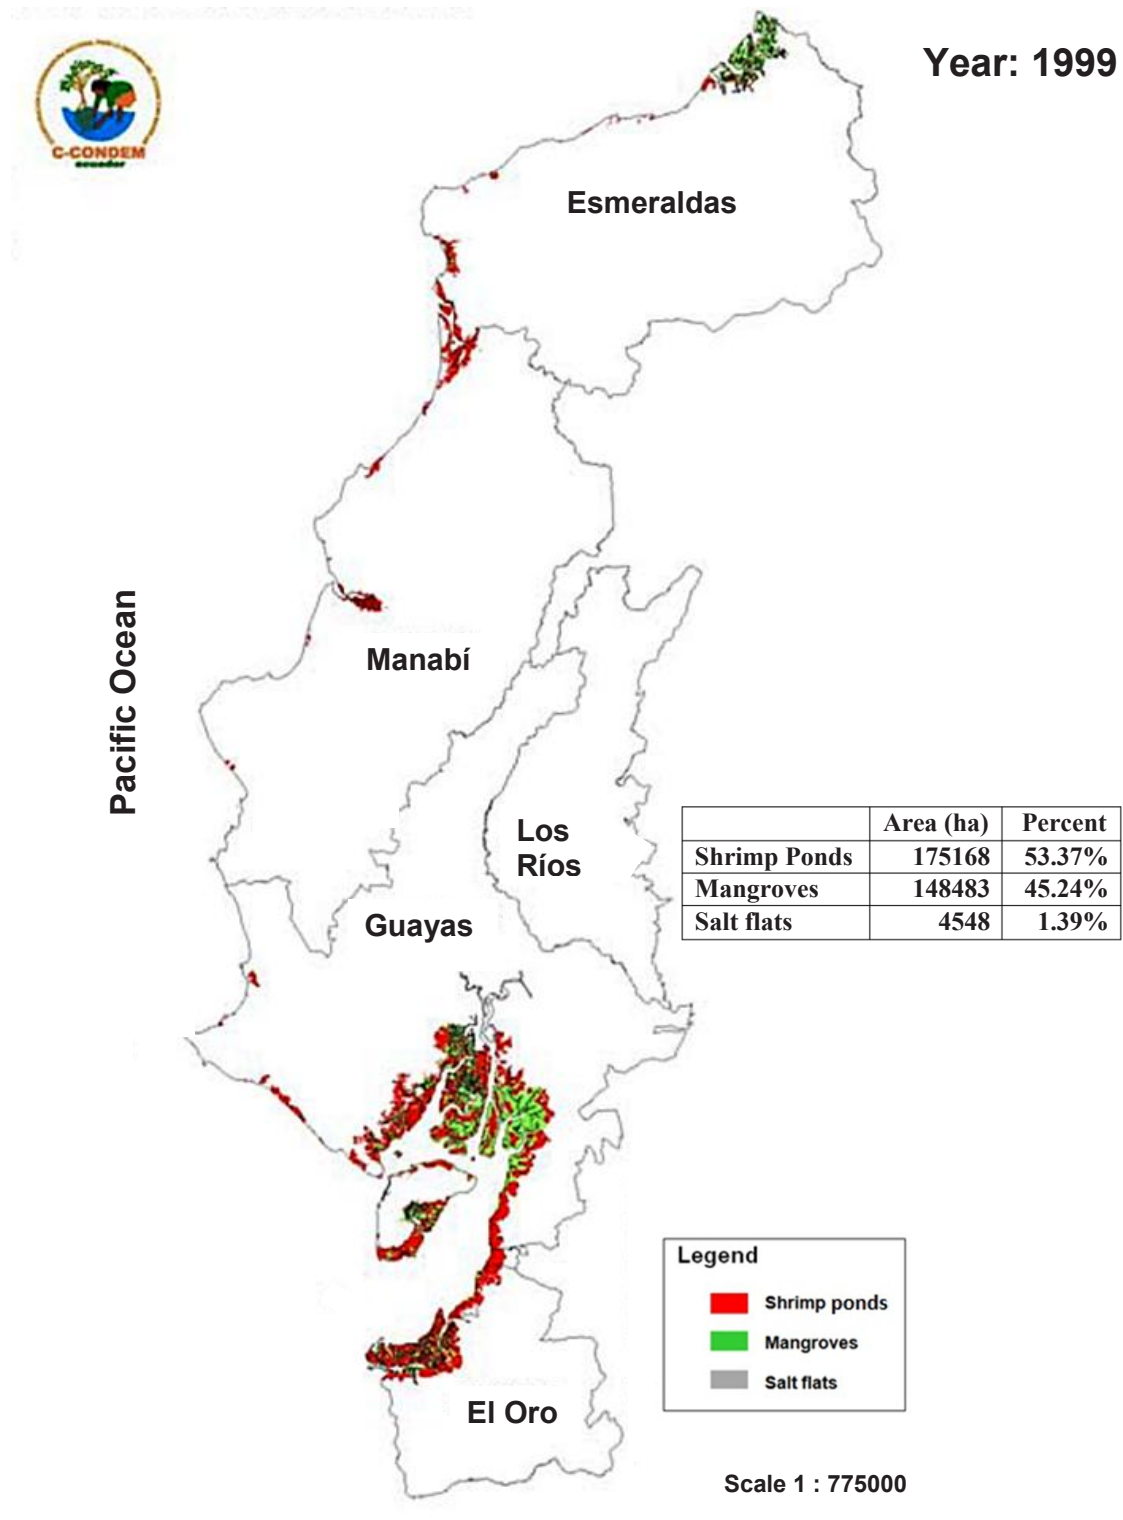 Year: 1999
C-CONDEM
ecuador
Esmeraldas
Pacific Ocean
Manabí
Los
Ríos
Guayas
Area (ha) Percent
Shrimp Ponds 175168 53.37%
Mangroves 148483 45.24%
Salt flats 4548 1.39%
Legend
Shrimp ponds
Mangroves
Salt flats
El Oro
Scale 1 : 775000